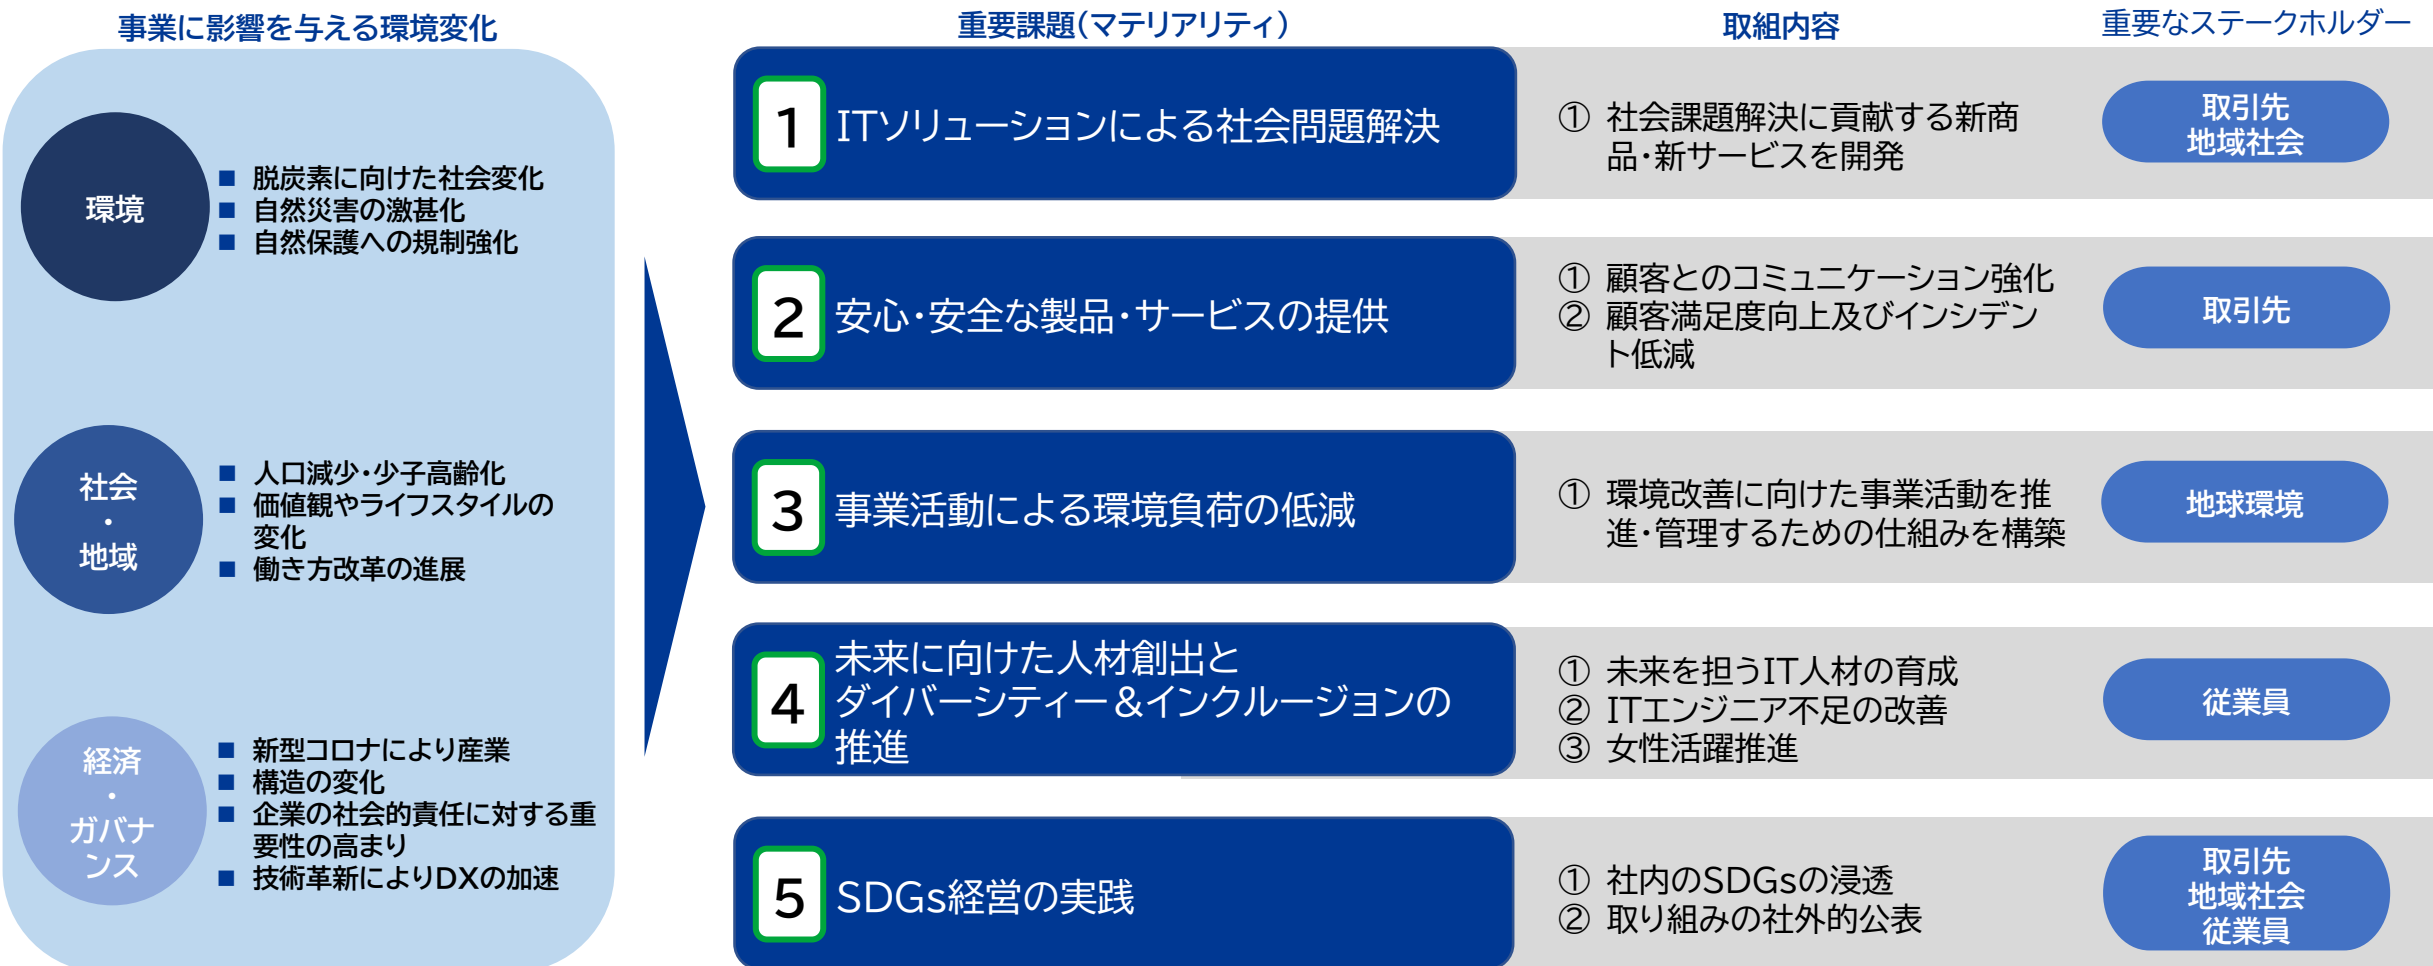 事業に影響を与える環境変化
環境
■ 脱炭素に向けた社会変化
■ 自然災害の激甚化
■ 自然保護への規制強化
社会
・
地域
■ 人口減少・少子高齢化
■ 価値観やライフスタイルの
変化
■ 働き方改革の進展
経済
・
ガバナ
ンス
■ 新型コロナにより産業
■ 構造の変化
■ 企業の社会的責任に対する重
要性の高まり
■ 技術革新によりDXの加速
重要課題(マテリアリティ)
取組内容
重要なステークホルダー
1
ITソリューションによる社会問題解決
① 社会課題解決に貢献する新商
品・新サービスを開発
取引先
地域社会
2
安心・安全な製品・サービスの提供
① 顧客とのコミュニケーション強化
② 顧客満足度向上及びインシデン
ト低減
取引先
3
事業活動による環境負荷の低減
① 環境改善に向けた事業活動を推
進・管理するための仕組みを構築
地球環境
4
未来に向けた人材創出と
ダイバーシティー＆インクルージョンの
推進
① 未来を担うIT人材の育成
② ITエンジニア不足の改善
③ 女性活躍推進
従業員
5
SDGs経営の実践
① 社内のSDGsの浸透
② 取り組みの社外的公表
取引先
地域社会
従業員